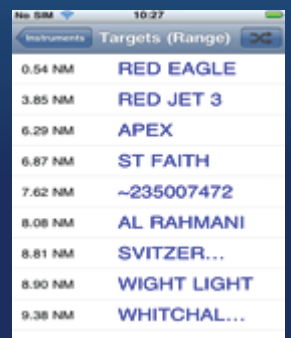 No SIM 10:27
Instruments Targets (Range)
0.54 NM RED EAGLE
3.85 NM RED JET 3
6.29 NM APEX
6.87 NM ST FAITH
7.62 NM ~235007472
8.08 NM AL RAHMANI
8.81 NM SVITZER...
8.90 NM WIGHT LIGHT
9.38 NM WHITCHAL...